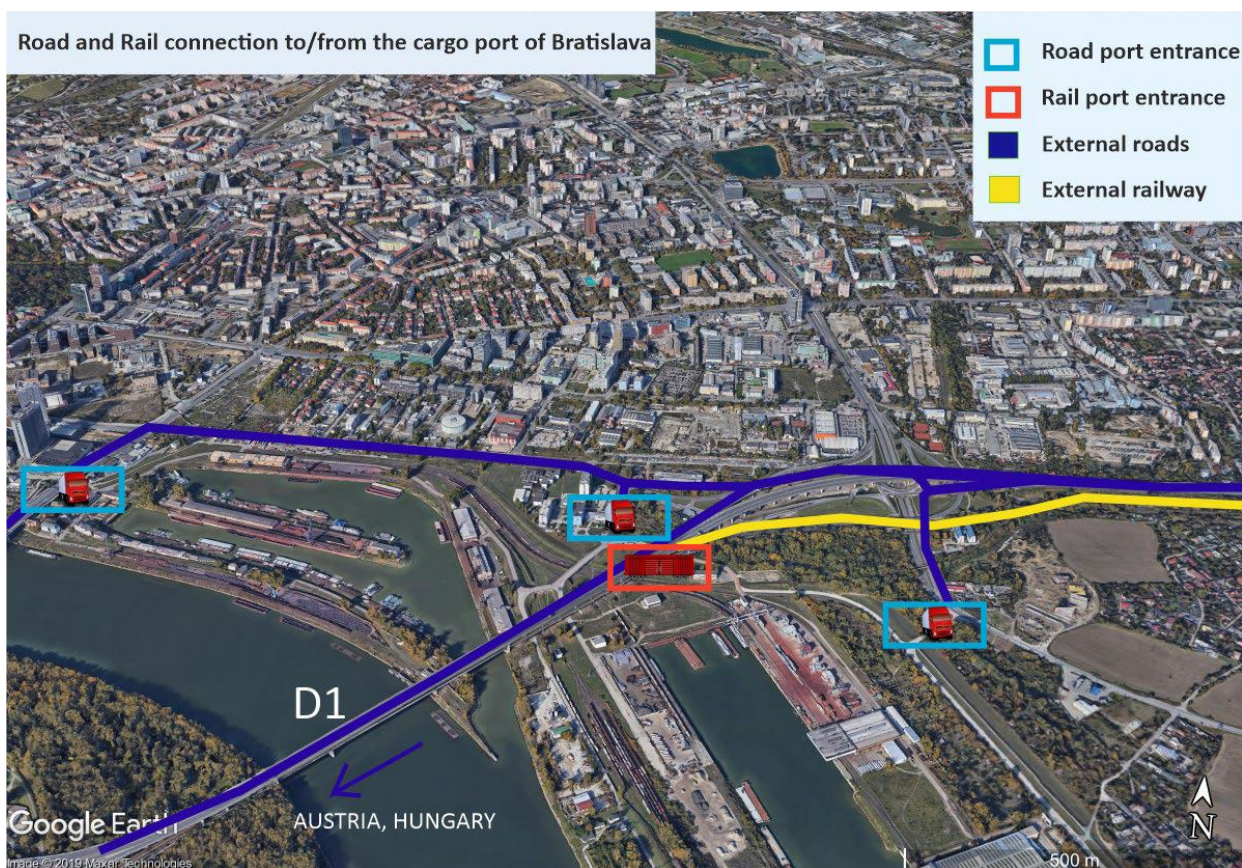 Road and Rail connection to/from the cargo port of Bratislava
Road port entrance
Rail port entrance
External roads
External railway
D1
AUSTRIA, HUNGARY
Google Earth
Image © 2019 Maxar Technologies
N
500 m